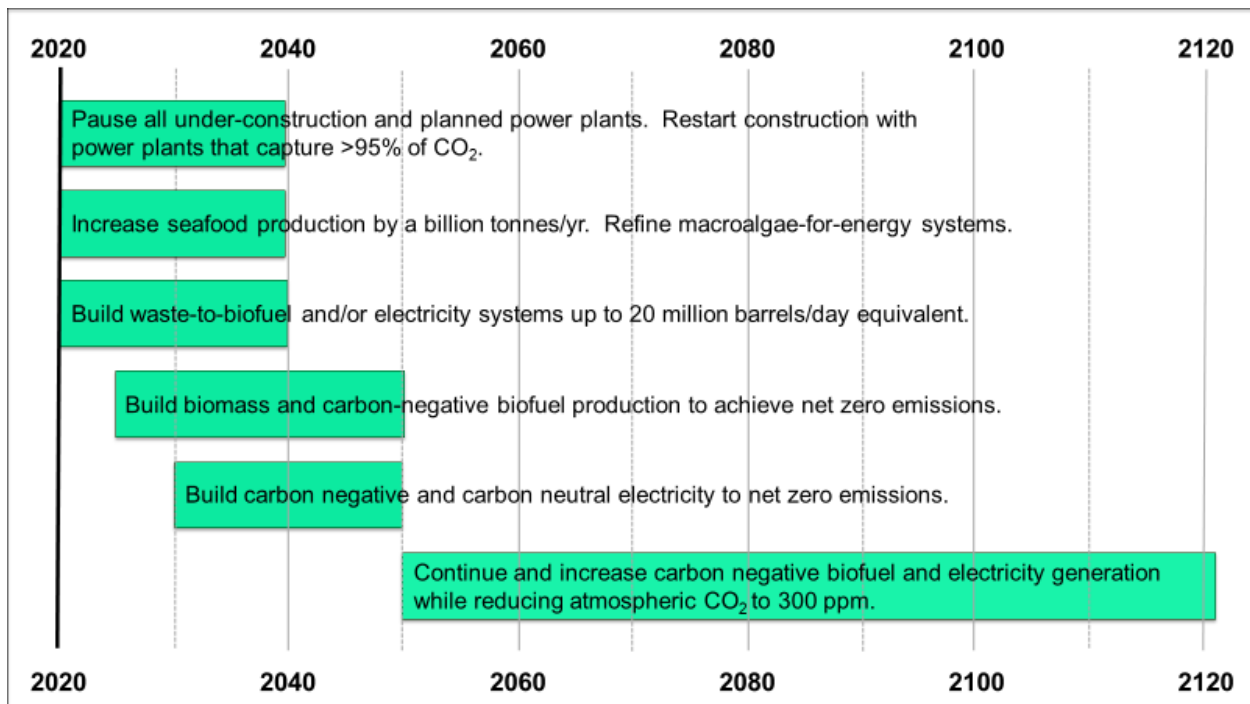 2020 2040 2060 2080 2100 2120
Pause all under-construction and planned power plants.  Restart construction with
power plants that capture >95% of CO₂.
Increase seafood production by a billion tonnes/yr.  Refine macroalgae-for-energy systems.
Build waste-to-biofuel and/or electricity systems up to 20 million barrels/day equivalent.
Build biomass and carbon-negative biofuel production to achieve net zero emissions.
Build carbon negative and carbon neutral electricity to net zero emissions.
Continue and increase carbon negative biofuel and electricity generation
while reducing atmospheric CO₂ to 300 ppm.
2020 2040 2060 2080 2100 2120